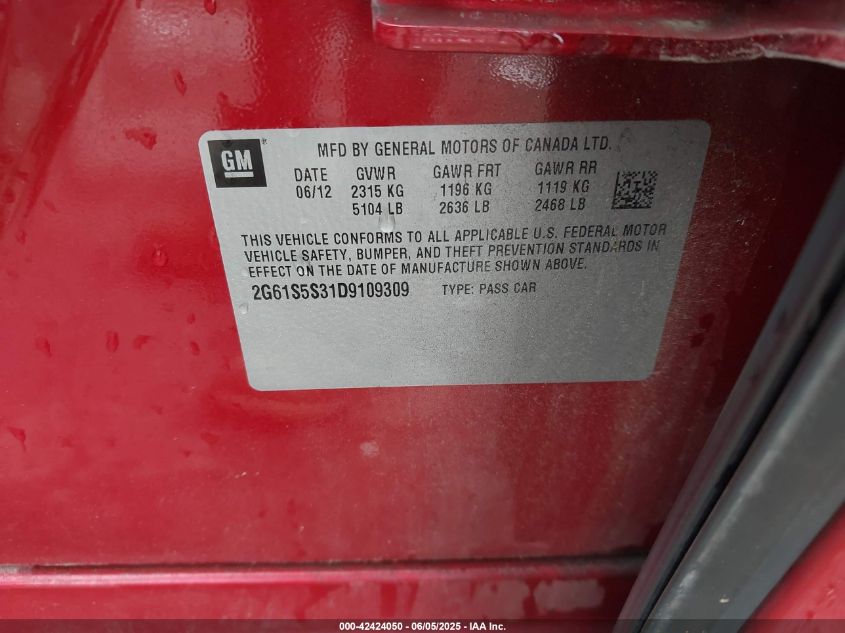 GM
MFD BY GENERAL MOTORS OF CANADA LTD.
DATE GVWR GAWR FRT GAWR RR
06/12 2315 KG 1196 KG 1119 KG
5104 LB 2636 LB 2468 LB
THIS VEHICLE CONFORMS TO ALL APPLICABLE U.S. FEDERAL MOTOR
VEHICLE SAFETY, BUMPER, AND THEFT PREVENTION STANDARDS IN
EFFECT ON THE DATE OF MANUFACTURE SHOWN ABOVE.
2G61S5S31D9109309 TYPE: PASS CAR
000-42424050 - 06/05/2025 - IAA Inc.